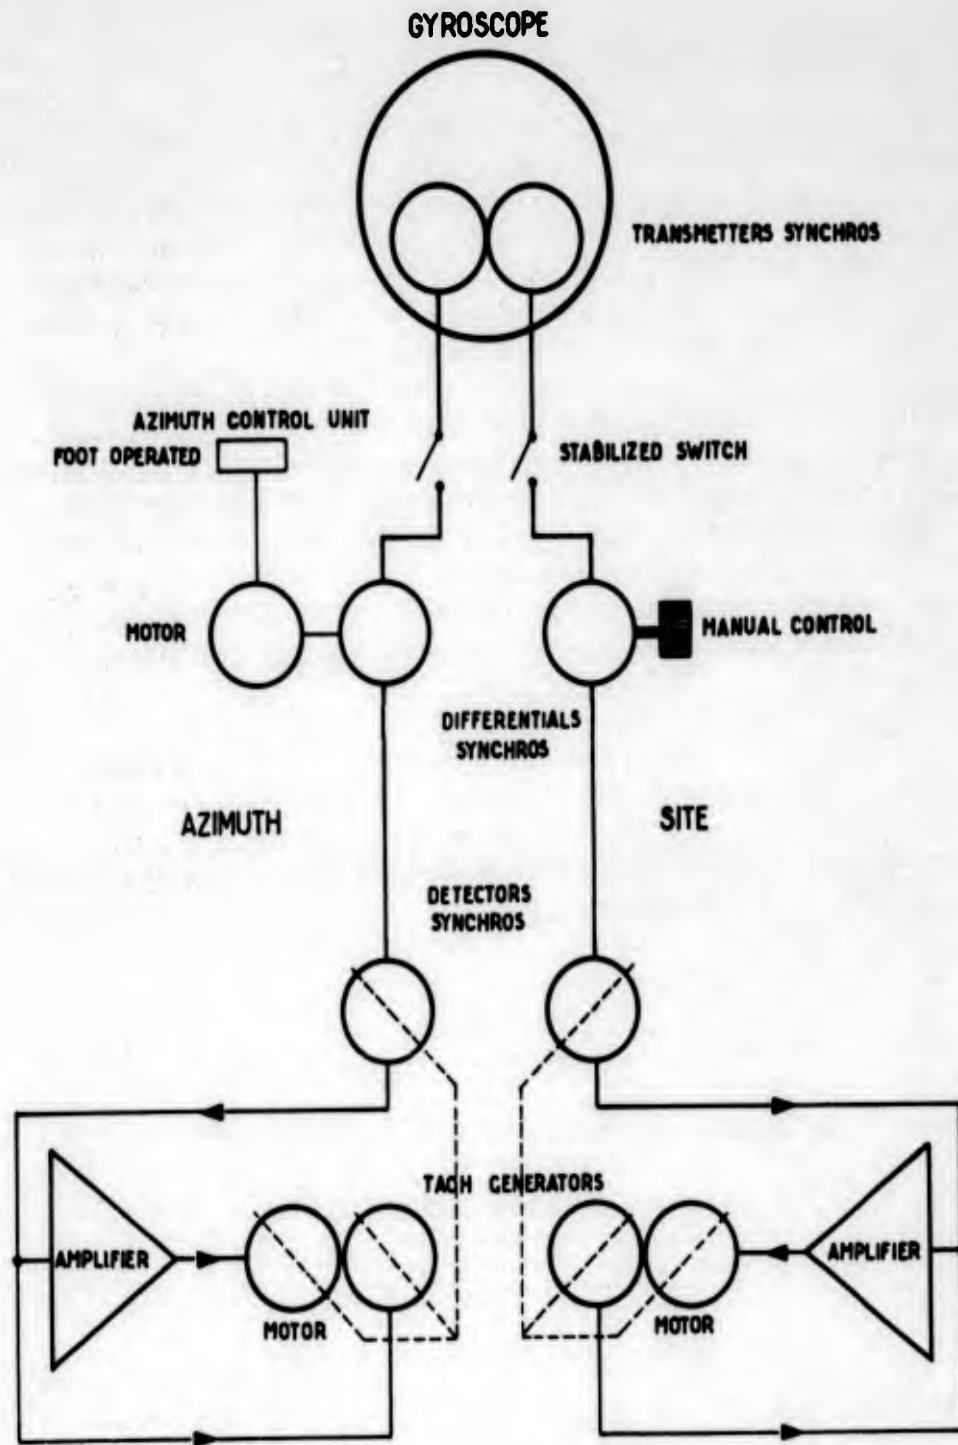 GYROSCOPE
TRANSMETTERS SYNCHROS
AZIMUTH CONTROL UNIT
FOOT OPERATED
STABILIZED SWITCH
MOTOR
MANUAL CONTROL
DIFFERENTIALS
SYNCHROS
AZIMUTH
SITE
DETECTORS
SYNCHROS
TACH GENERATORS
AMPLIFIER
AMPLIFIER
MOTOR
MOTOR